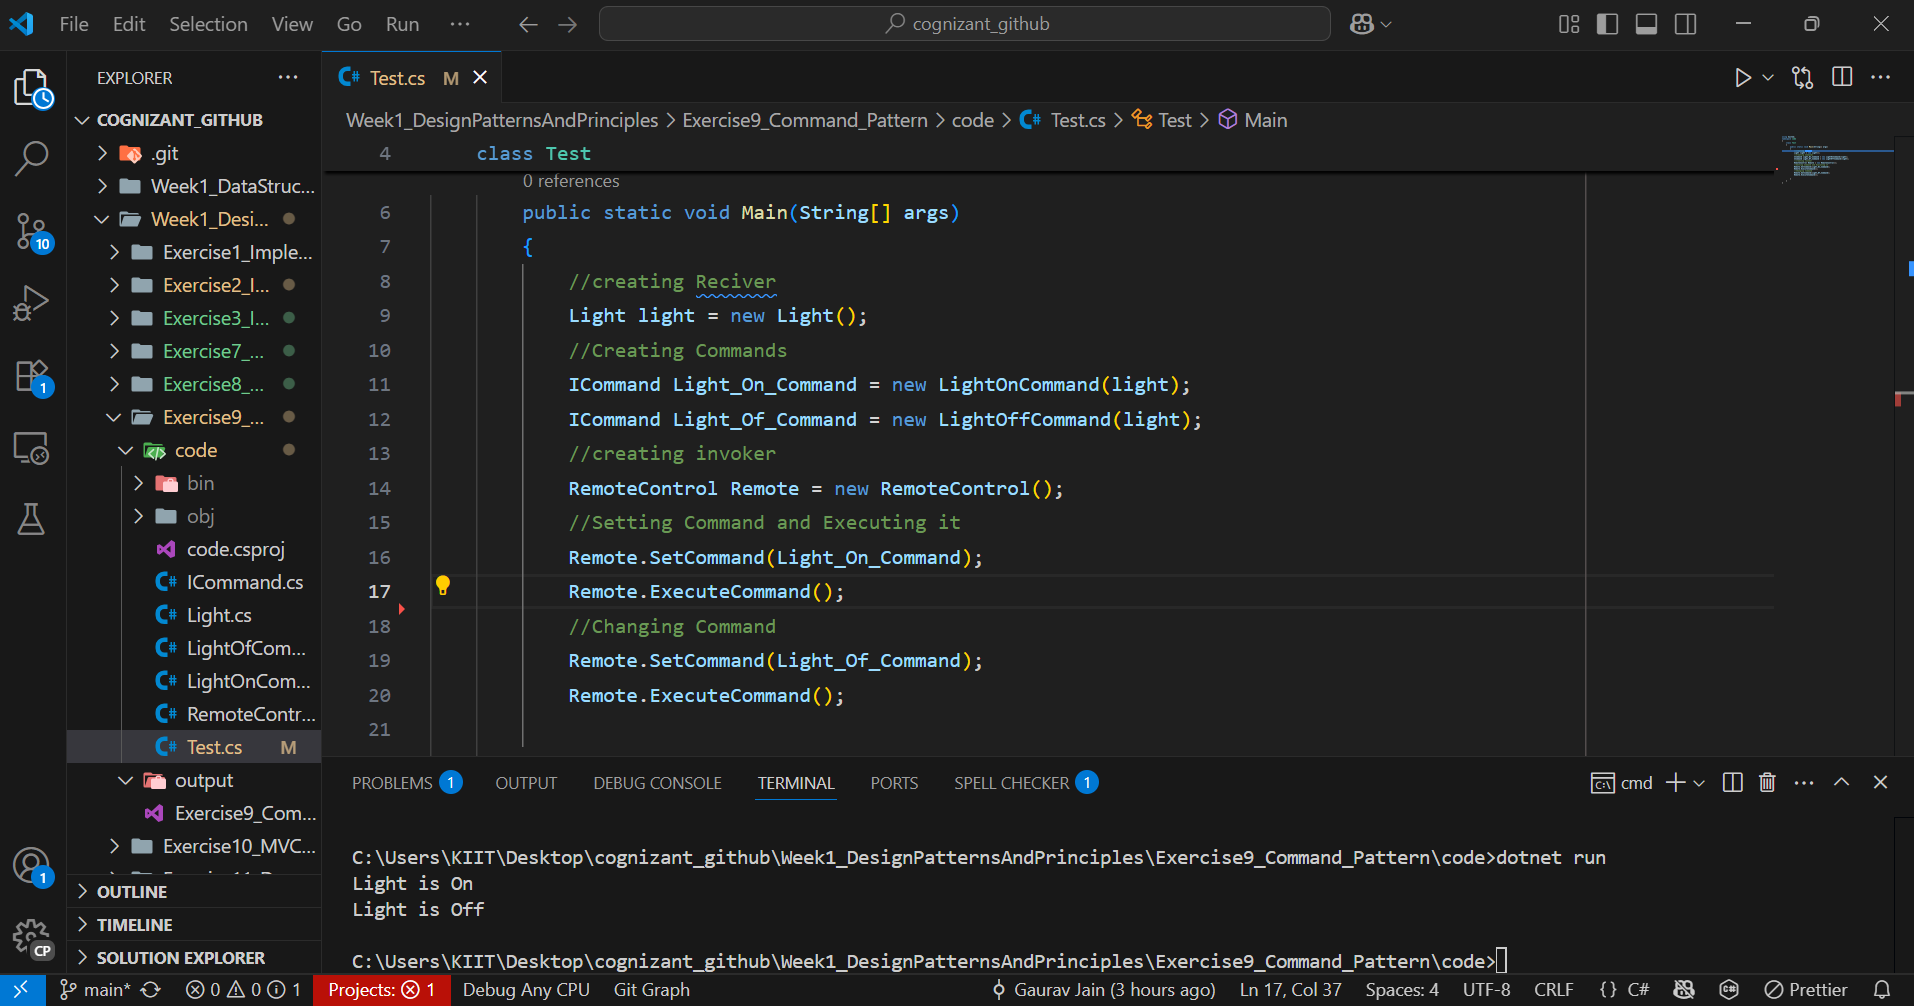 File Edit Selection View Go Run ··· cognizant_github
EXPLORER ···
COGNIZANT_GITHUB
.git
Week1_DataStruc...
Week1_Desi...
Exercise1_Imple...
Exercise2_I...
Exercise3_I...
Exercise7_...
Exercise8_...
Exercise9_...
code
bin
obj
code.csproj
ICommand.cs
Light.cs
LightOfCom...
LightOnCom...
RemoteContr...
Test.cs M
output
Exercise9_Com...
Exercise10_MVC...
OUTLINE
TIMELINE
SOLUTION EXPLORER
10
1
1
CP
Test.cs M
Week1_DesignPatternsAndPrinciples > Exercise9_Command_Pattern > code > Test.cs > Test > Main
4 class Test
0 references
6 public static void Main(String[] args)
7 {
8 //creating Reciver
9 Light light = new Light();
10 //Creating Commands
11 ICommand Light_On_Command = new LightOnCommand(light);
12 ICommand Light_Of_Command = new LightOffCommand(light);
13 //creating invoker
14 RemoteControl Remote = new RemoteControl();
15 //Setting Command and Executing it
16 Remote.SetCommand(Light_On_Command);
17 Remote.ExecuteCommand();
18 //Changing Command
19 Remote.SetCommand(Light_Of_Command);
20 Remote.ExecuteCommand();
21
PROBLEMS 1 OUTPUT DEBUG CONSOLE TERMINAL PORTS SPELL CHECKER 1 cmd
C:\Users\KIIT\Desktop\cognizant_github\Week1_DesignPatternsAndPrinciples\Exercise9_Command_Pattern\code>dotnet run
Light is On
Light is Off
C:\Users\KIIT\Desktop\cognizant_github\Week1_DesignPatternsAndPrinciples\Exercise9_Command_Pattern\code>
main* 0 0 1 Projects: 1 Debug Any CPU Git Graph Gaurav Jain (3 hours ago) Ln 17, Col 37 Spaces: 4 UTF-8 CRLF {} C# Prettier